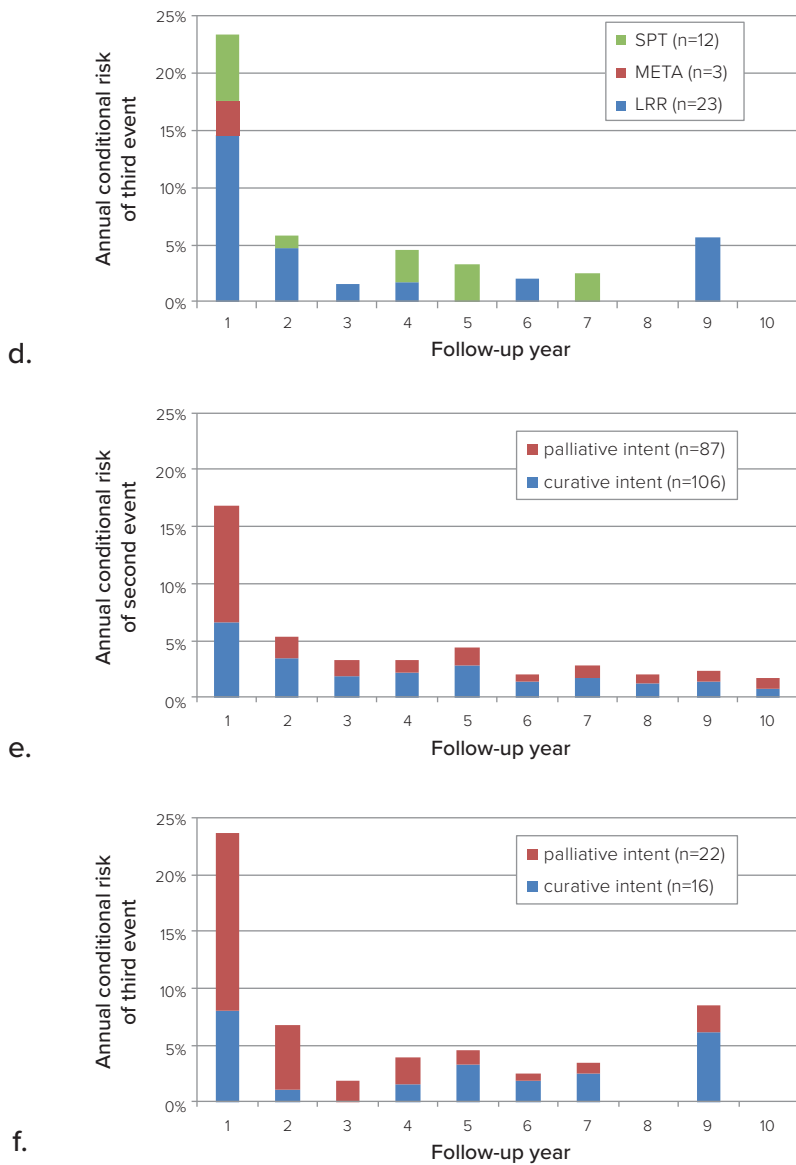 25%
20%
15%
10%
5%
0%
Annual conditional risk
of third event
SPT (n=12)
META (n=3)
LRR (n=23)
1 2 3 4 5 6 7 8 9 10
Follow-up year
d.
25%
20%
15%
10%
5%
0%
Annual conditional risk
of second event
palliative intent (n=87)
curative intent (n=106)
1 2 3 4 5 6 7 8 9 10
Follow-up year
e.
25%
20%
15%
10%
5%
0%
Annual conditional risk
of third event
palliative intent (n=22)
curative intent (n=16)
1 2 3 4 5 6 7 8 9 10
Follow-up year
f.